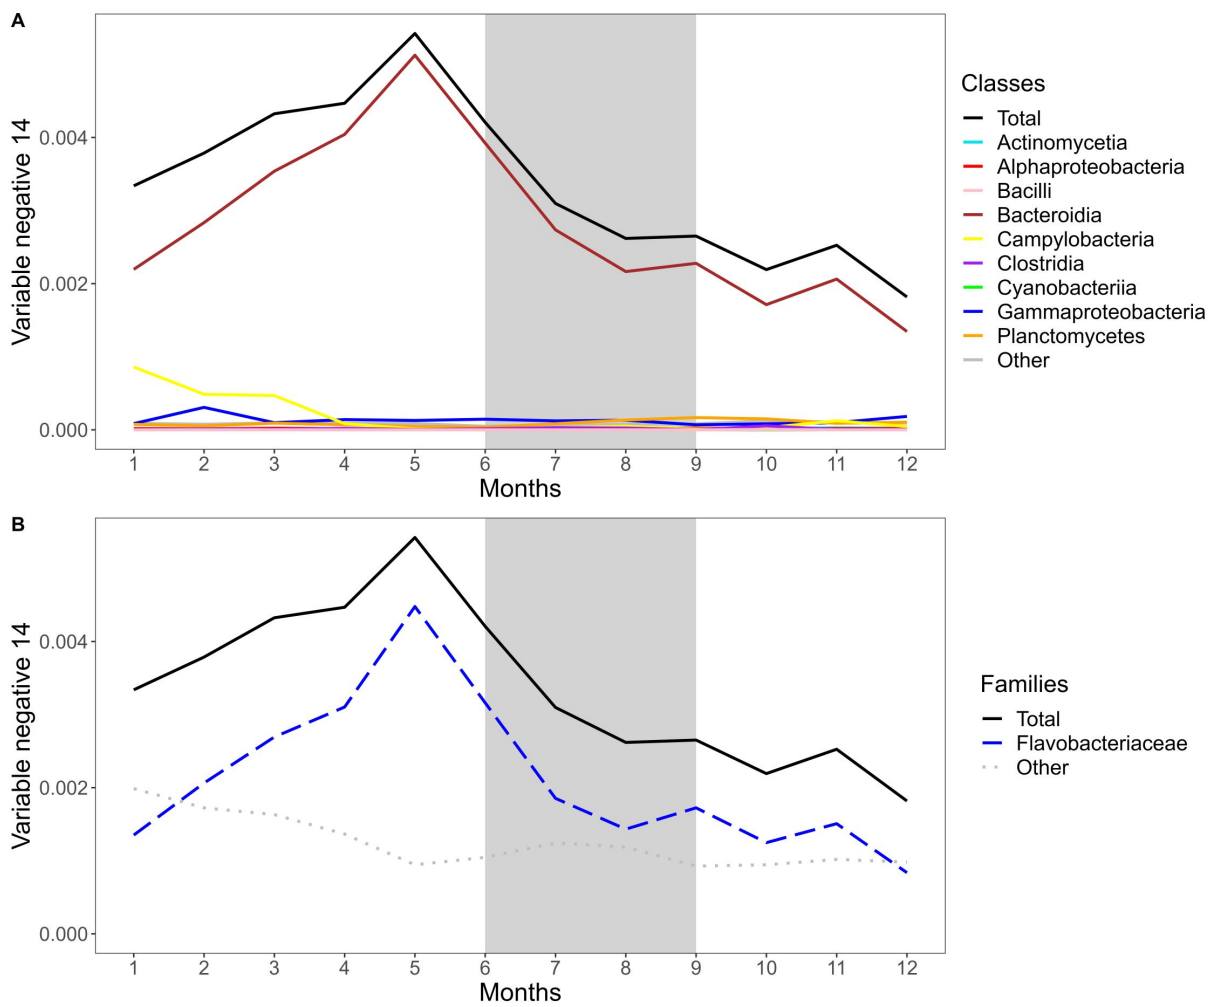 A
Variable negative 14
0.004
0.002
0.000
1 2 3 4 5 6 7 8 9 10 11 12
Months
Classes
Total
Actinomycetia
Alphaproteobacteria
Bacilli
Bacteroidia
Campylobacteria
Clostridia
Cyanobacteriia
Gammaproteobacteria
Planctomycetes
Other
B
Variable negative 14
0.004
0.002
0.000
1 2 3 4 5 6 7 8 9 10 11 12
Months
Families
Total
Flavobacteriaceae
Other